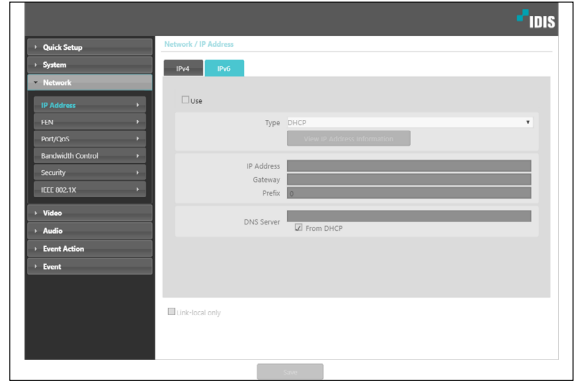 IDIS
Quick Setup
System
Network
IP Address
FEN
Port/QoS
Bandwidth Control
Security
IEEE 802.1X
Video
Audio
Event Action
Event
Network / IP Address
IPv4 IPv6
Use
Type DHCP
View IP Address Information
IP Address
Gateway
Prefix 0
DNS Server
From DHCP
Link-local only
Save